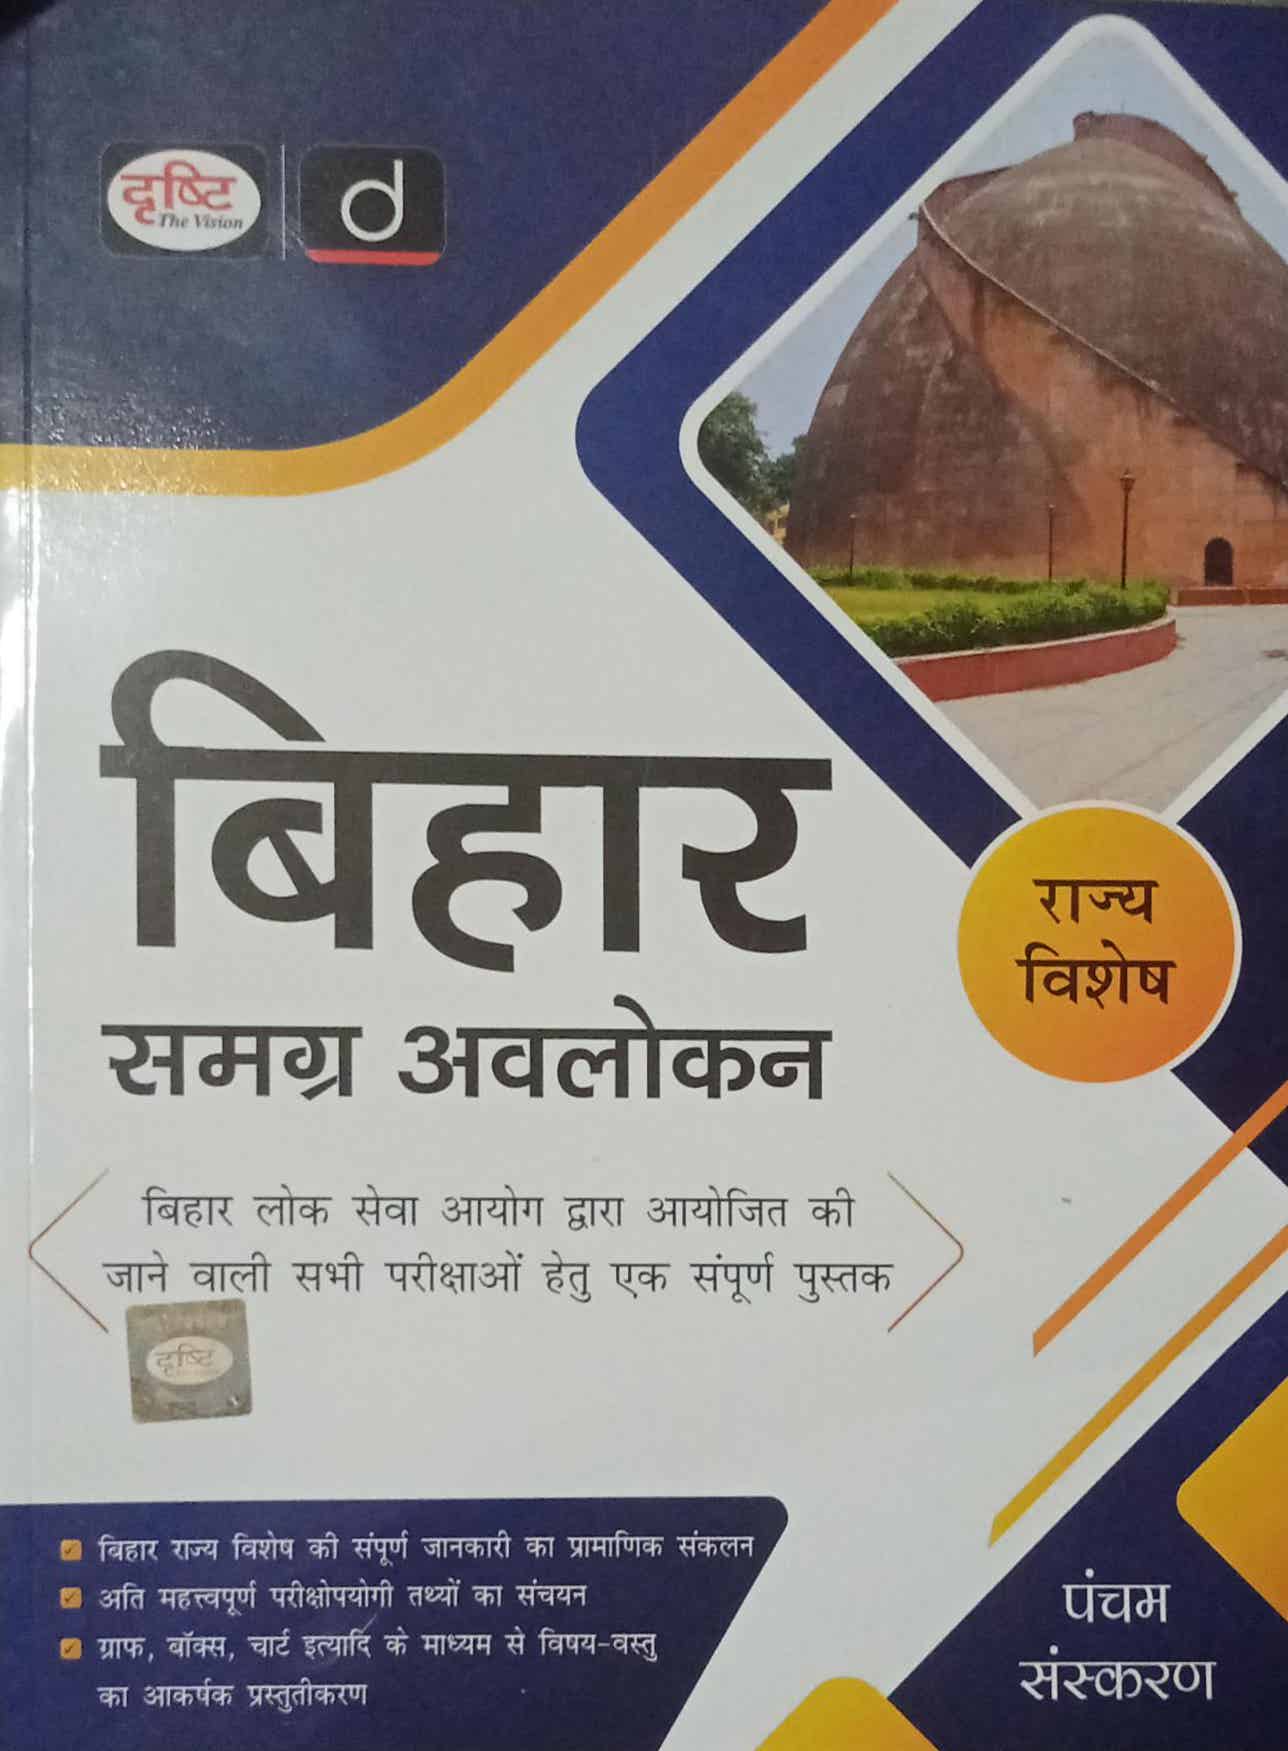 दृष्टि
The Vision
d
बिहार
समग्र अवलोकन
राज्य
विशेष
बिहार लोक सेवा आयोग द्वारा आयोजित की
जाने वाली सभी परीक्षाओं हेतु एक संपूर्ण पुस्तक
दृष्टि
बिहार राज्य विशेष की संपूर्ण जानकारी का प्रामाणिक संकलन
अति महत्त्वपूर्ण परीक्षोपयोगी तथ्यों का संचयन
ग्राफ, बॉक्स, चार्ट इत्यादि के माध्यम से विषय-वस्तु
का आकर्षक प्रस्तुतीकरण
पंचम
संस्करण